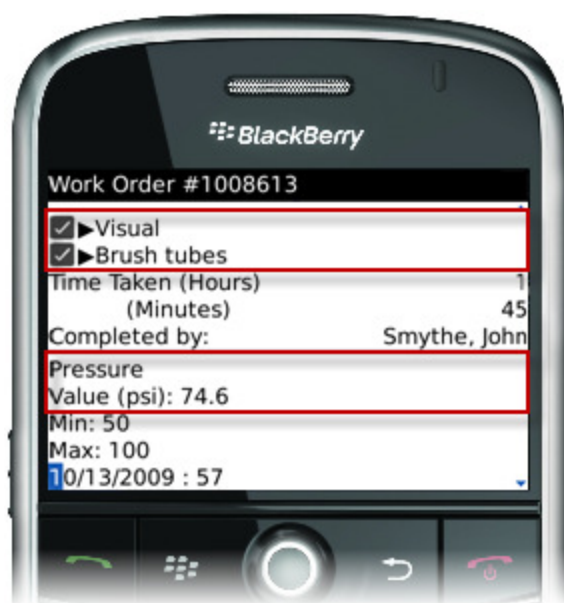 BlackBerry
Work Order #1008613
▶Visual
▶Brush tubes
Time Taken (Hours) 1
(Minutes) 45
Completed by: Smythe, John
Pressure
Value (psi): 74.6
Min: 50
Max: 100
10/13/2009 : 57